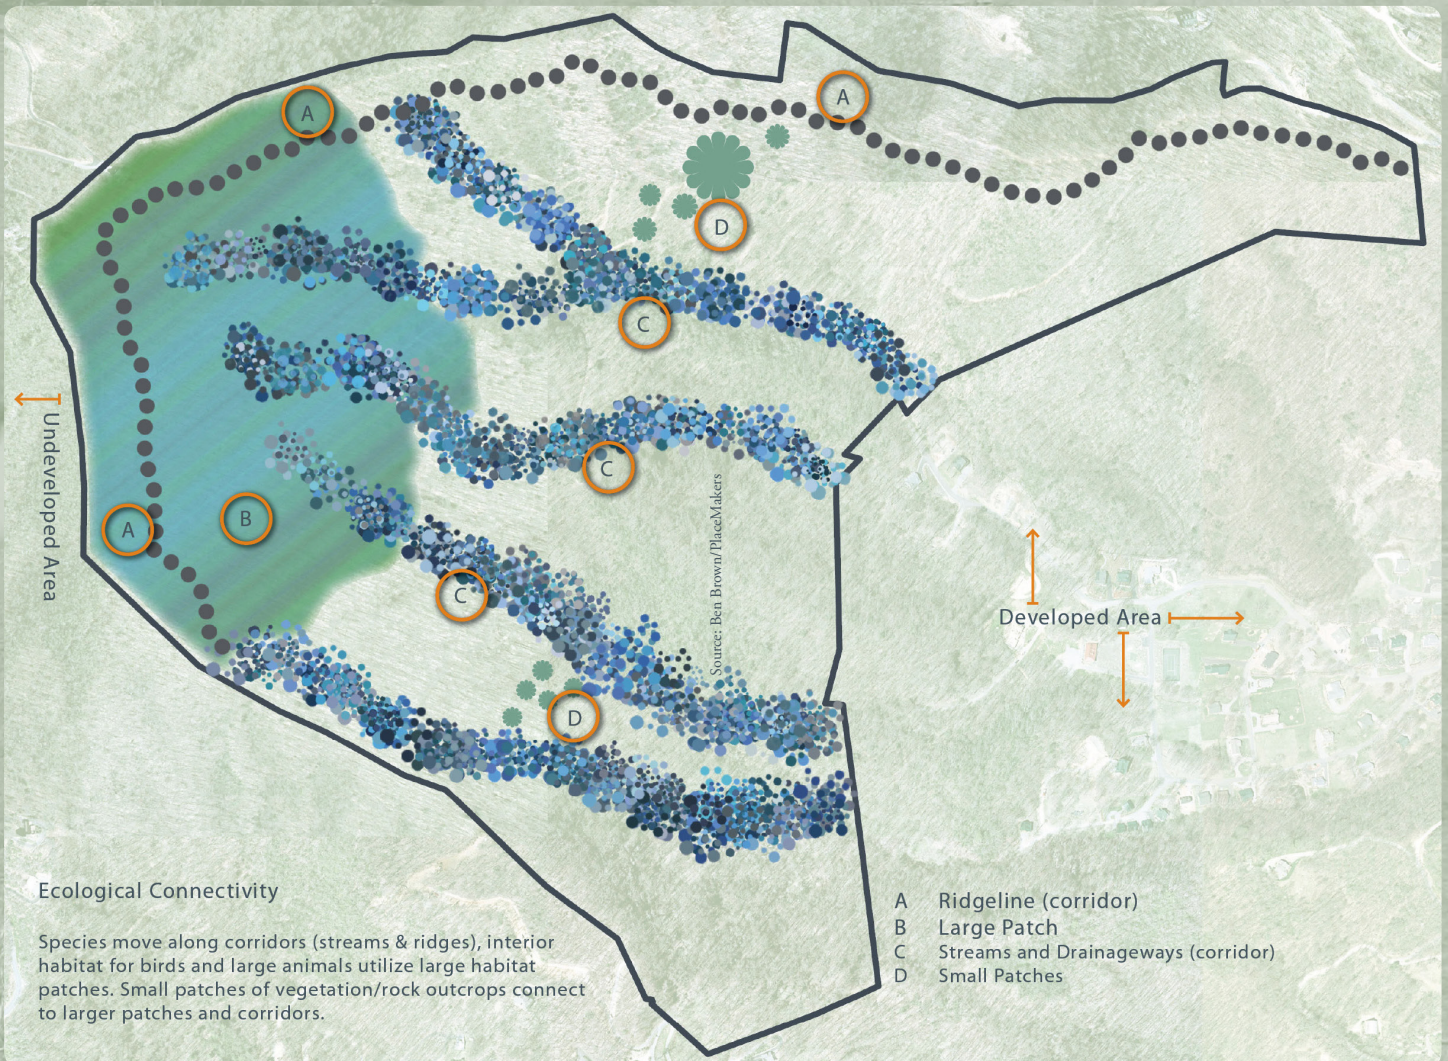 A
A
D
C
Undeveloped Area
C
A
B
Source: Ben Brown/PlaceMakers
C
Developed Area
D
Ecological Connectivity
Species move along corridors (streams & ridges), interior
habitat for birds and large animals utilize large habitat
patches. Small patches of vegetation/rock outcrops connect
to larger patches and corridors.
A Ridgeline (corridor)
B Large Patch
C Streams and Drainageways (corridor)
D Small Patches